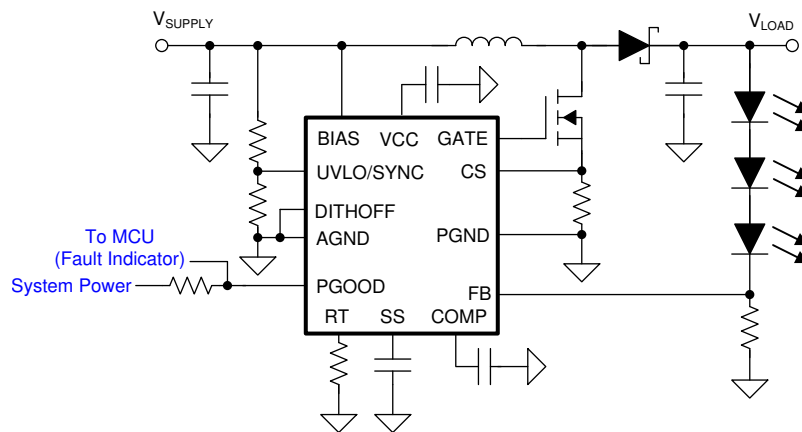 VSUPPLY
VLOAD
BIAS
VCC
GATE
UVLO/SYNC
CS
DITHOFF
To MCU
(Fault Indicator)
AGND
PGND
System Power
PGOOD
FB
RT
SS
COMP